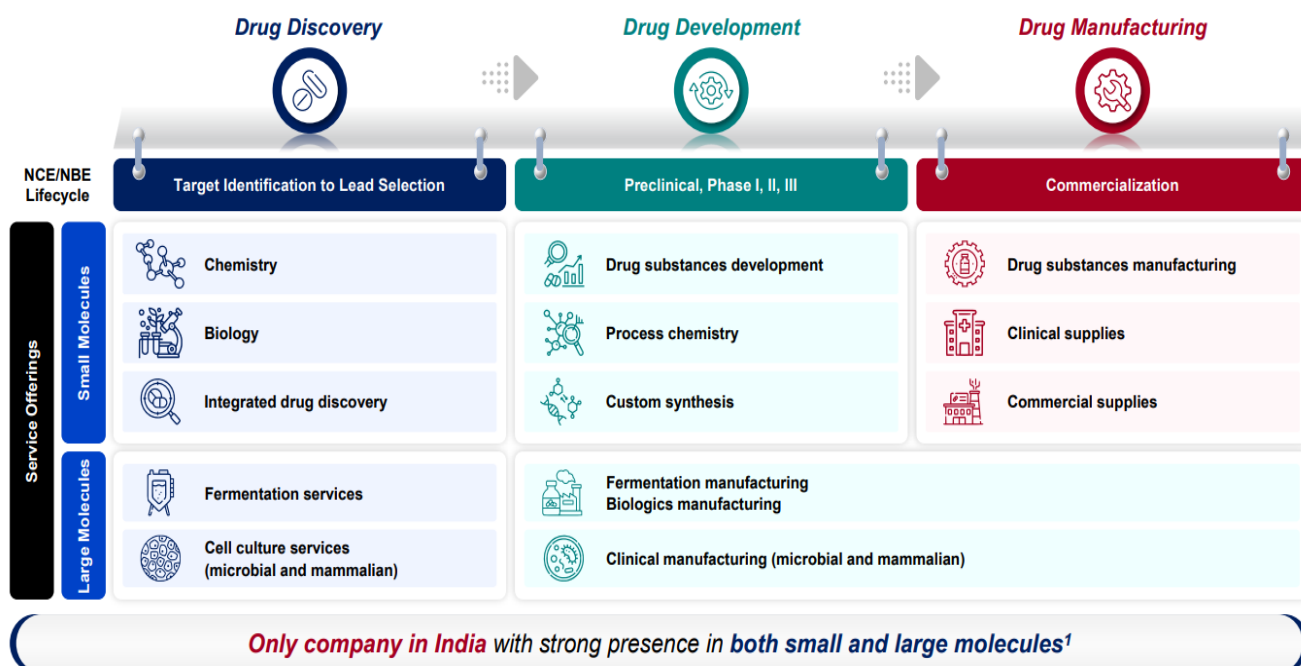 Drug Discovery
Drug Development
Drug Manufacturing
NCE/NBE
Lifecycle
Target Identification to Lead Selection
Preclinical, Phase I, II, III
Commercialization
Service Offerings
Small Molecules
Chemistry
Drug substances development
Drug substances manufacturing
Biology
Process chemistry
Clinical supplies
Integrated drug discovery
Custom synthesis
Commercial supplies
Large Molecules
Fermentation services
Fermentation manufacturing
Biologics manufacturing
Cell culture services
(microbial and mammalian)
Clinical manufacturing (microbial and mammalian)
Only company in India with strong presence in both small and large molecules¹